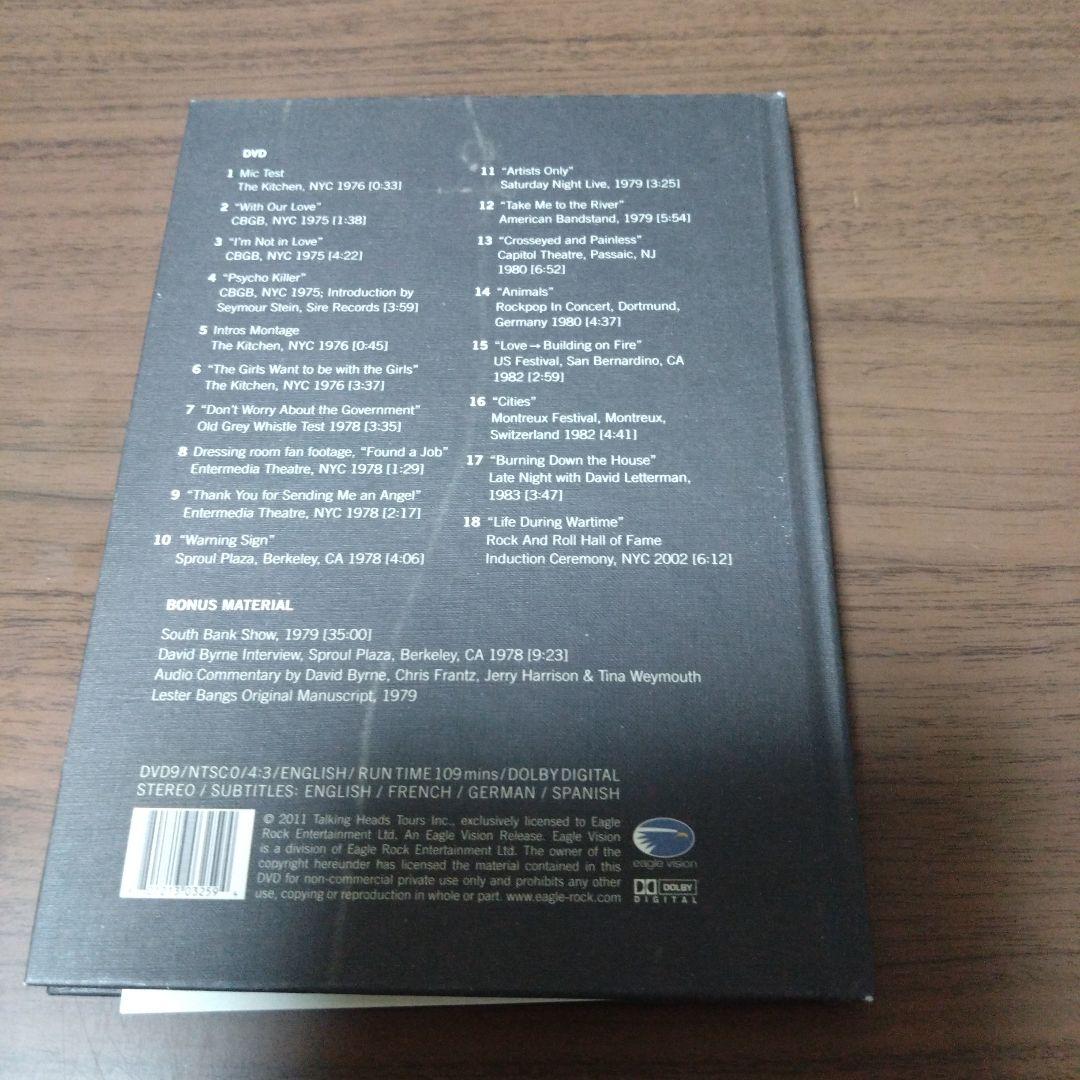 DVD
1 Mic Test
The Kitchen, NYC 1976 [0:33]
2 "With Our Love"
CBGB, NYC 1975 [1:38]
3 "I'm Not in Love"
CBGB, NYC 1975 [4:22]
4 "Psycho Killer"
CBGB, NYC 1975; Introduction by
Seymour Stein, Sire Records [3:59]
5 Intros Montage
The Kitchen, NYC 1976 [0:45]
6 "The Girls Want to be with the Girls"
The Kitchen, NYC 1976 [3:37]
7 "Don't Worry About the Government"
Old Grey Whistle Test 1978 [3:35]
8 Dressing room fan footage, "Found a Job"
Entermedia Theatre, NYC 1978 [1:29]
9 "Thank You for Sending Me an Angel"
Entermedia Theatre, NYC 1978 [2:17]
10 "Warning Sign"
Sproul Plaza, Berkeley, CA 1978 [4:06]
11 "Artists Only"
Saturday Night Live, 1979 [3:25]
12 "Take Me to the River"
American Bandstand, 1979 [5:54]
13 "Crosseyed and Painless"
Capitol Theatre, Passaic, NJ
1980 [6:52]
14 "Animals"
Rockpop In Concert, Dortmund,
Germany 1980 [4:37]
15 "Love → Building on Fire"
US Festival, San Bernardino, CA
1982 [2:59]
16 "Cities"
Montreux Festival, Montreux,
Switzerland 1982 [4:41]
17 "Burning Down the House"
Late Night with David Letterman,
1983 [3:47]
18 "Life During Wartime"
Rock And Roll Hall of Fame
Induction Ceremony, NYC 2002 [6:12]
BONUS MATERIAL
South Bank Show, 1979 [35:00]
David Byrne Interview, Sproul Plaza, Berkeley, CA 1978 [9:23]
Audio Commentary by David Byrne, Chris Frantz, Jerry Harrison & Tina Weymouth
Lester Bangs Original Manuscript, 1979
DVD9/NTSC 0/4:3/ENGLISH/ RUN TIME 109 mins/DOLBY DIGITAL
STEREO / SUBTITLES: ENGLISH / FRENCH / GERMAN / SPANISH
© 2011 Talking Heads Tours Inc., exclusively licensed to Eagle
Rock Entertainment Ltd. An Eagle Vision Release. Eagle Vision
is a division of Eagle Rock Entertainment Ltd. The owner of the
copyright hereunder has licensed the material contained in this
DVD for non-commercial private use only and prohibits any other
use, copying or reproduction in whole or part. www.eagle-rock.com
eagle vision
DOLBY
DIGITAL